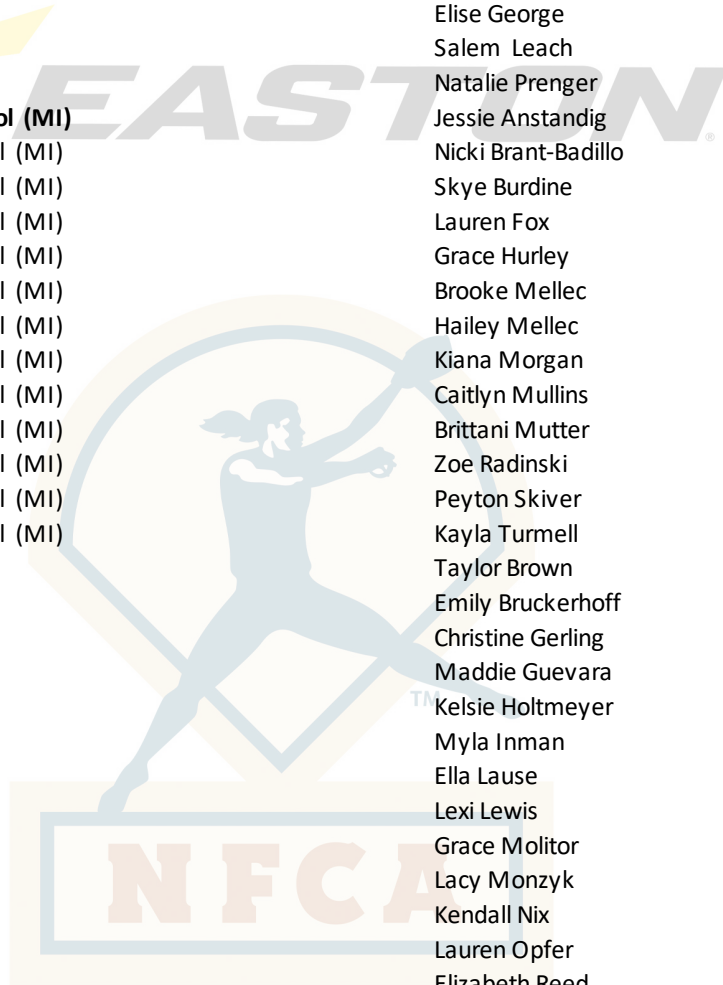 Elise George
Salem Leach
EASTON
Natalie Prenger
ol (MI) Jessie Anstandig
l (MI) Nicki Brant-Badillo
l (MI) Skye Burdine
l (MI) Lauren Fox
l (MI) Grace Hurley
l (MI) Brooke Mellec
l (MI) Hailey Mellec
l (MI) Kiana Morgan
l (MI) Caitlyn Mullins
l (MI) Brittani Mutter
l (MI) Zoe Radinski
l (MI) Peyton Skiver
l (MI) Kayla Turmell
Taylor Brown
Emily Bruckerhoff
Christine Gerling
Maddie Guevara
TM Kelsie Holtmeyer
Myla Inman
Ella Lause
Lexi Lewis
Grace Molitor
NFCA
Lacy Monzyk
Kendall Nix
Lauren Opfer
Elizabeth Reed